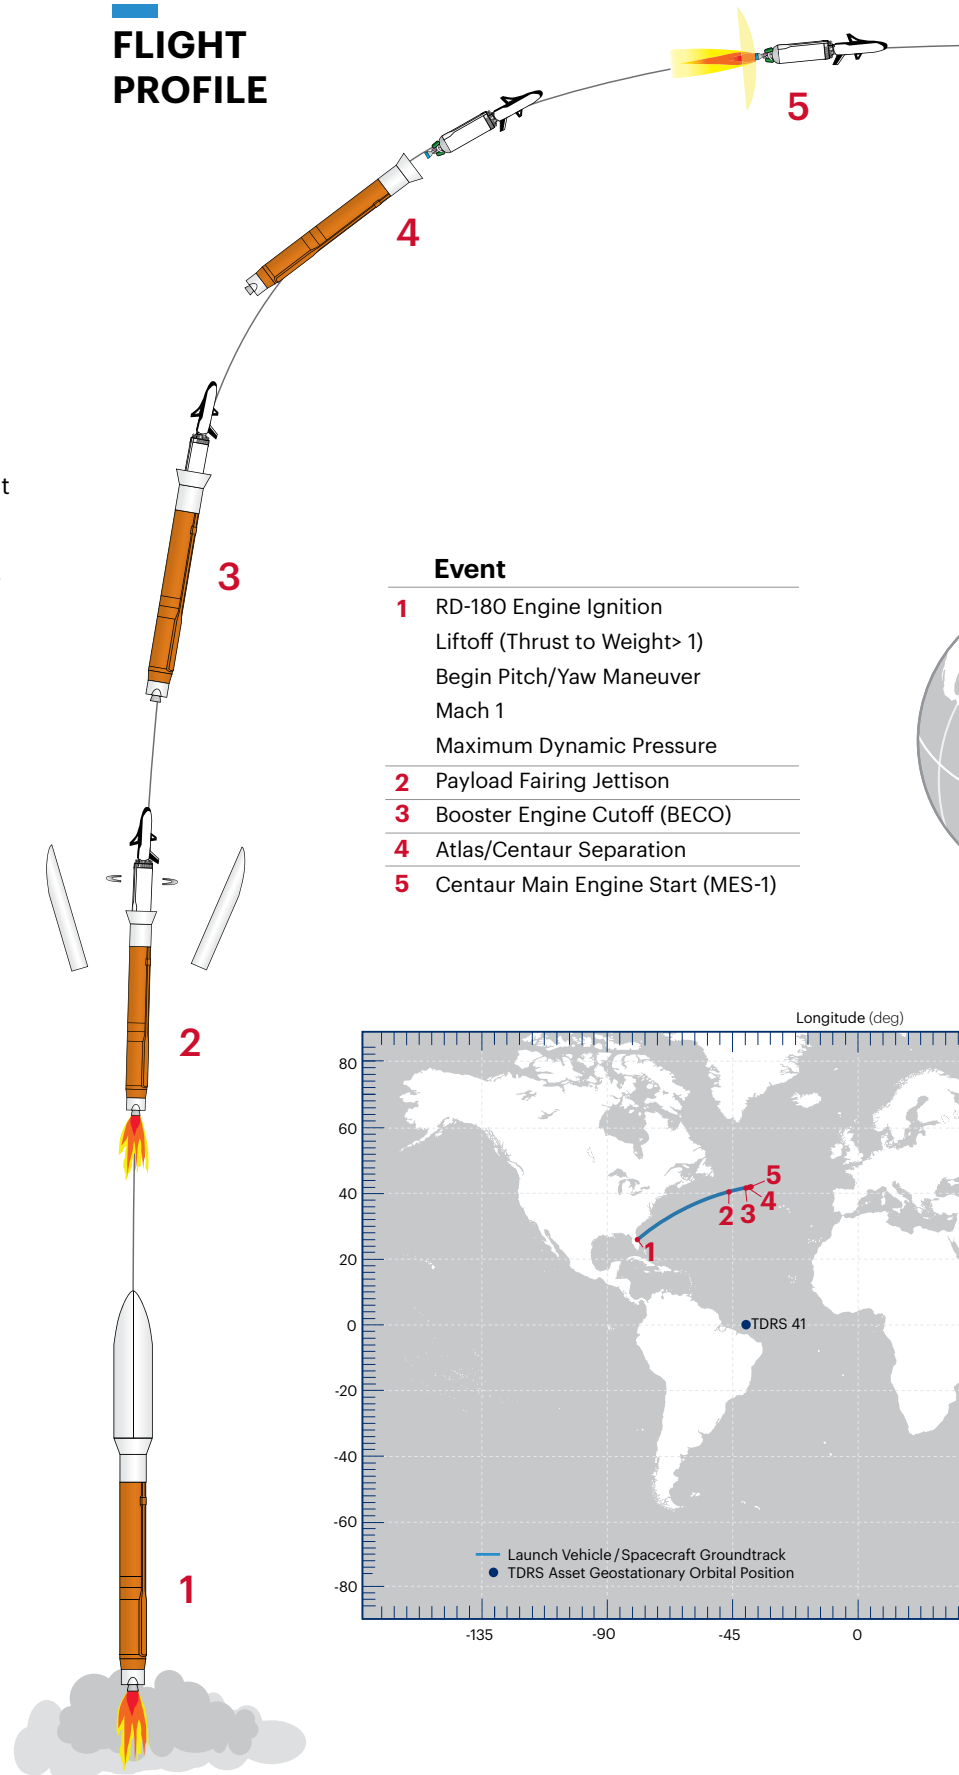 FLIGHT
PROFILE
5
4
t
3
Event
1 RD-180 Engine Ignition
Liftoff (Thrust to Weight> 1)
Begin Pitch/Yaw Maneuver
Mach 1
Maximum Dynamic Pressure
2 Payload Fairing Jettison
3 Booster Engine Cutoff (BECO)
4 Atlas/Centaur Separation
5 Centaur Main Engine Start (MES-1)
2
1
Longitude (deg)
80
60
40
20
0
-20
-40
-60
-80
5
4
2 3
1
TDRS 41
Launch Vehicle/Spacecraft Groundtrack
TDRS Asset Geostationary Orbital Position
-135 -90 -45 0